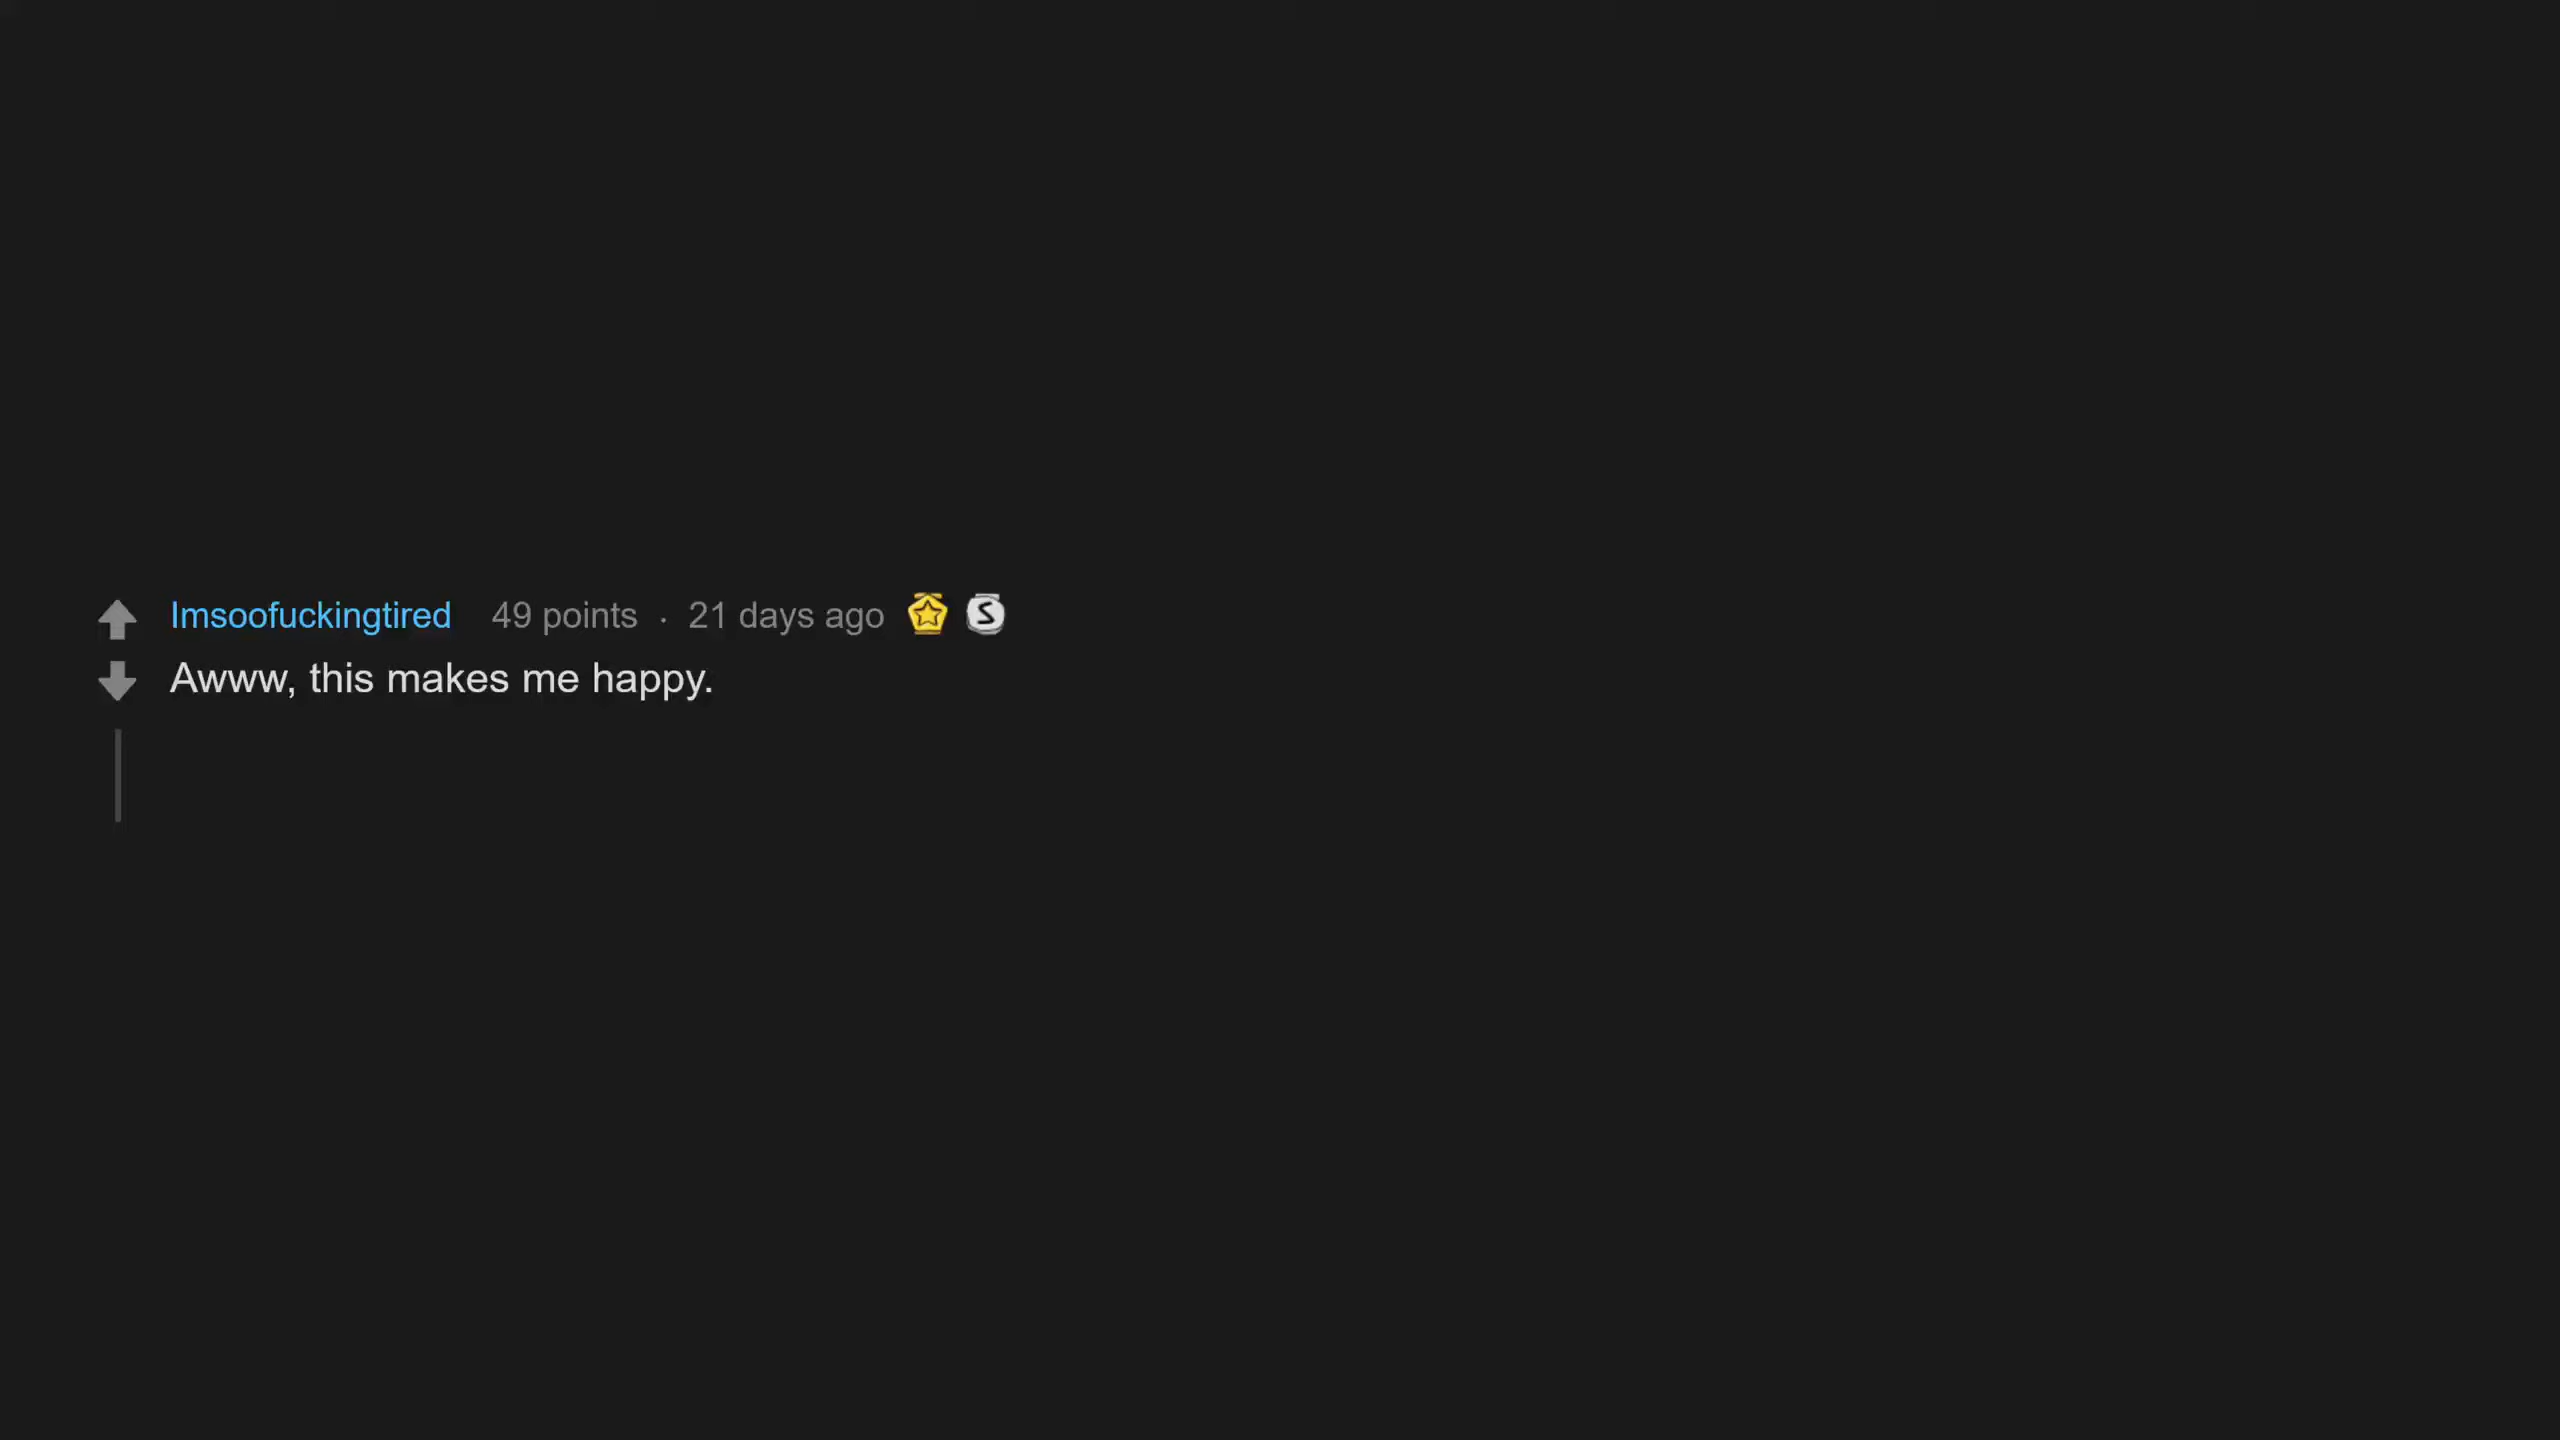 Imsoofuckingtired 49 points · 21 days ago S
Awww, this makes me happy.